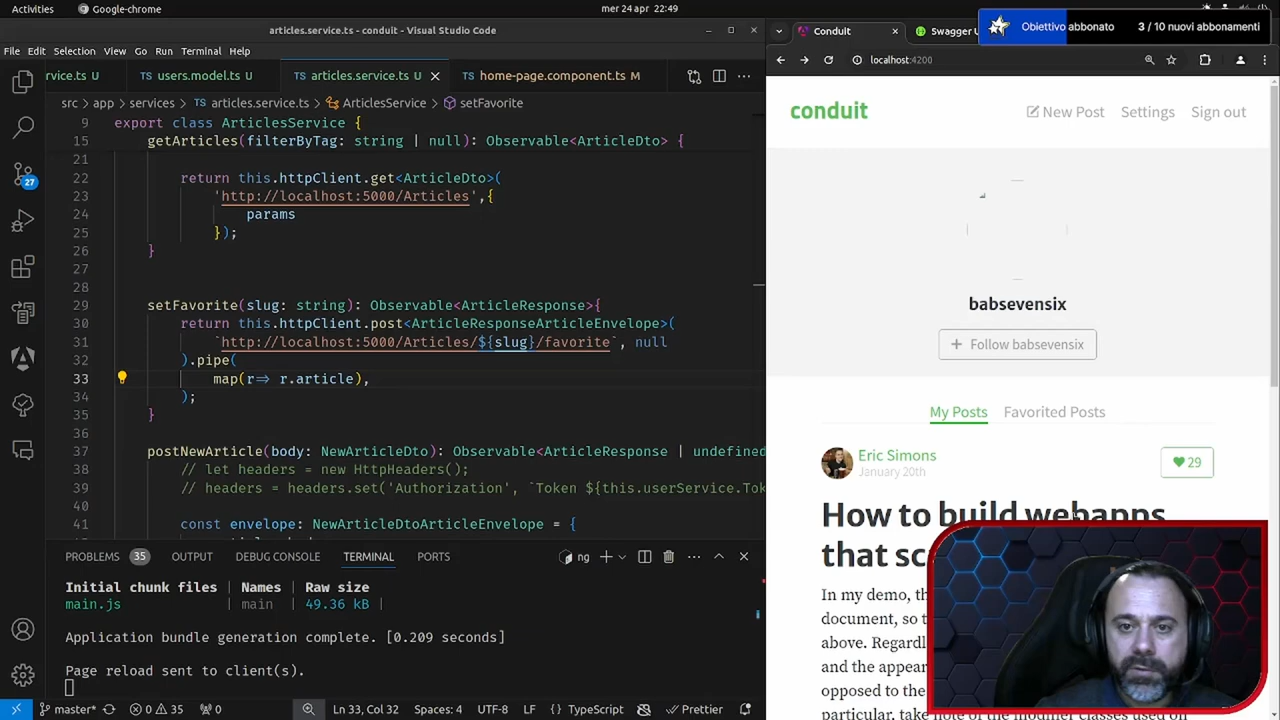 Activities
Google-chrome
mer 24 apr 22:49
Obiettivo abbonato
3 / 10 nuovi abbonamenti
articles.service.ts - conduit - Visual Studio Code
File Edit Selection View Go Run Terminal Help
rvice.ts U
TS user.model.ts U
TS articles.service.ts U
TS home-page.component.ts M
src > app > services > TS articles.service.ts > ArticlesService > setFavorite
class ArticlesService {
15 getArticles(filterByTag: string | null): Observable<ArticleDto> {
21
22 return this.httpClient.get<ArticleDto>(
23 'http://localhost:5000/Articles',{
24 params
25 });
26 }
27
28
29 setFavorite(slug: string): Observable<ArticleResponse>{
30 return this.httpClient.post<ArticleResponseArticleEnvelope>(
31 `http://localhost:5000/Articles/${slug}/favorite`, null
32 ).pipe(
33 map(r=> r.article),
34 );
35 }
36
37 postNewArticle(body: NewArticleDto): Observable<ArticleResponse | undefined
38 // let headers = new HttpHeaders();
39 // headers = headers.set('Authorization', `Token ${this.userService.Tok
40
41 const envelope: NewArticleDtoArticleEnvelope = {
PROBLEMS 35 OUTPUT DEBUG CONSOLE TERMINAL PORTS
ng
Initial chunk files | Names | Raw size
main.js | main | 49.36 kB |
Application bundle generation complete. [0.209 seconds]
Page reload sent to client(s).
27
master* 8 35 0
Ln 33, Col 32 Spaces: 4 UTF-8 LF {} TypeScript Prettier
Conduit
Swagger U
localhost:4200
conduit
New Post Settings Sign out
babsevensix
+ Follow babsevensix
My Posts Favorited Posts
Eric Simons
January 20th
29
How to build webapps
that sc
In my demo, th
document, so t
above. Regardl
and the appear
opposed to the
particular, take note of the modifier classes used on